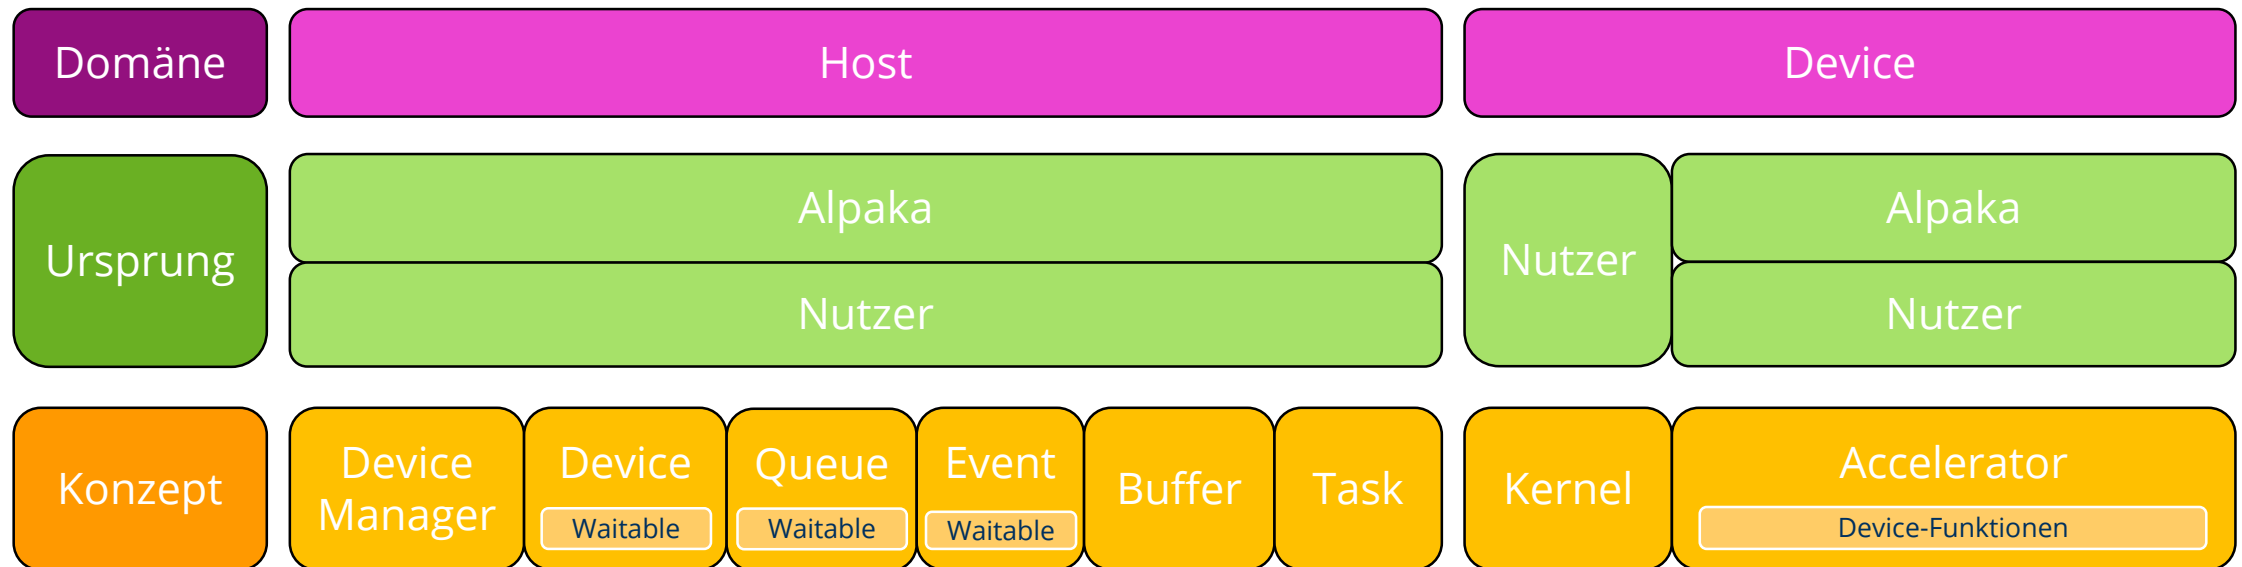 Domäne
Host
Device
Ursprung
Alpaka
Nutzer
Nutzer
Alpaka
Nutzer
Konzept
Device
Manager
Device
Waitable
Queue
Waitable
Event
Waitable
Buffer
Task
Kernel
Accelerator
Device-Funktionen